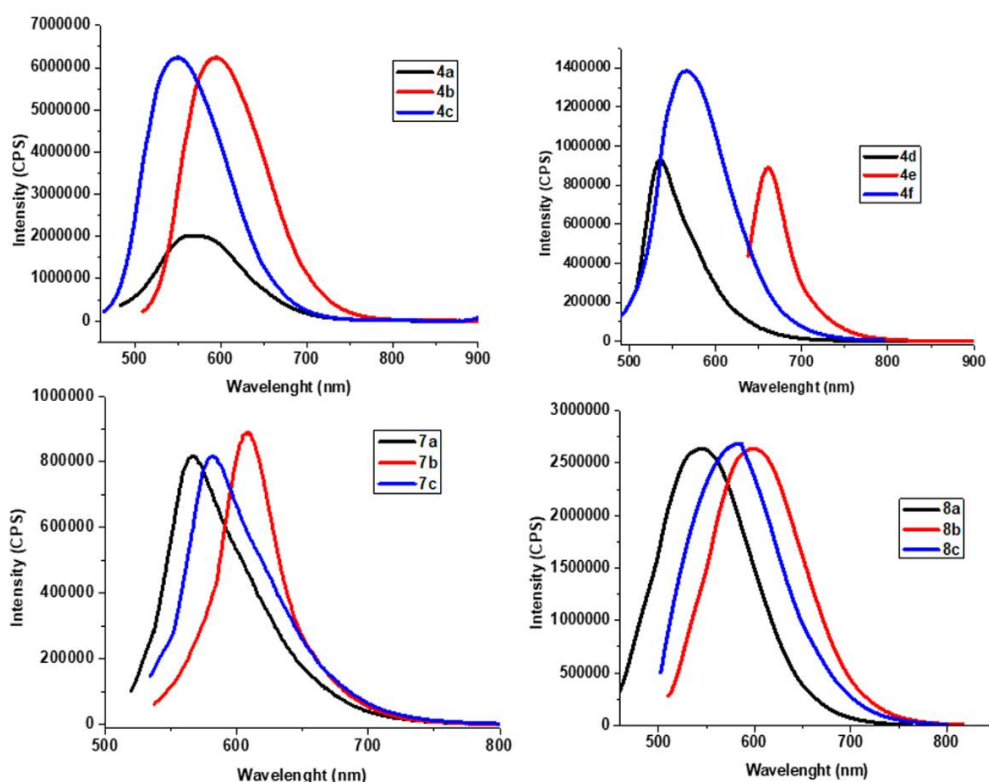 7000000
6000000
5000000
4000000
3000000
2000000
1000000
0
Intensity (CPS)
500 600 700 800 900
Wavelenght (nm)
4a
4b
4c
1400000
1200000
1000000
800000
600000
400000
200000
0
Intensity (CPS)
500 600 700 800 900
Wavelenght (nm)
4d
4e
4f
1000000
800000
600000
400000
200000
0
Intensity (CPS)
500 600 700 800
Wavelenght (nm)
7a
7b
7c
3000000
2500000
2000000
1500000
1000000
500000
0
Intensity (CPS)
500 600 700 800
Wavelenght (nm)
8a
8b
8c